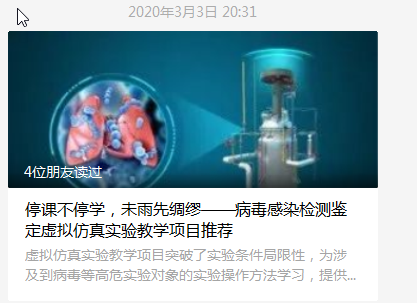 2020年3月3日 20:31
4位朋友读过
停课不停学，未雨先绸缪——病毒感染检测鉴
定虚拟仿真实验教学项目推荐
虚拟仿真实验教学项目突破了实验条件局限性，为涉
及到病毒等高危实验对象的实验操作方法学习，提供...